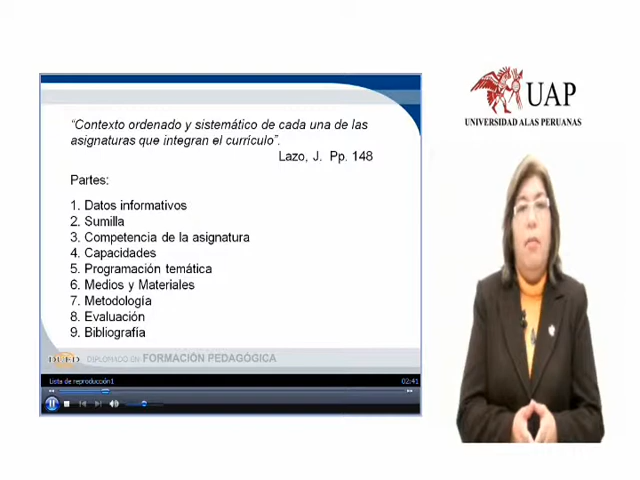 “Contexto ordenado y sistemático de cada una de las
asignaturas que integran el currículo”.
Lazo, J.  Pp. 148
Partes:
1. Datos informativos
2. Sumilla
3. Competencia de la asignatura
4. Capacidades
5. Programación temática
6. Medios y Materiales
7. Metodología
8. Evaluación
9. Bibliografía
DUED DIPLOMADO EN FORMACIÓN PEDAGÓGICA
Lista de reproducción1 02:41
UAP
UNIVERSIDAD ALAS PERUANAS